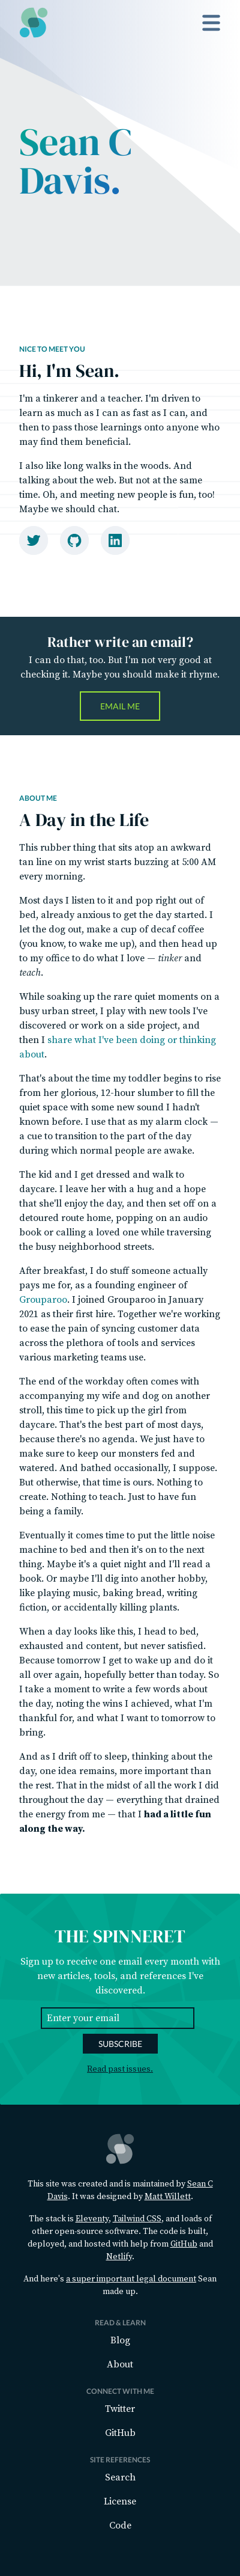 Sean C
Davis.
NICE TO MEET YOU
Hi, I'm Sean.
I'm a tinkerer and a teacher. I'm driven to
learn as much as I can as fast as I can, and
then to pass those learnings onto anyone who
may find them beneficial.
I also like long walks in the woods. And
talking about the web. But not at the same
time. Oh, and meeting new people is fun, too!
Maybe we should chat.
Rather write an email?
I can do that, too. But I'm not very good at
checking it. Maybe you should make it rhyme.
EMAIL ME
ABOUT ME
A Day in the Life
This rubber thing that sits atop an awkward
tan line on my wrist starts buzzing at 5:00 AM
every morning.
Most days I listen to it and pop right out of
bed, already anxious to get the day started. I
let the dog out, make a cup of decaf coffee
(you know, to wake me up), and then head up
to my office to do what I love — tinker and
teach.
While soaking up the rare quiet moments on a
busy urban street, I play with new tools I've
discovered or work on a side project, and
then I share what I've been doing or thinking
about.
That's about the time my toddler begins to rise
from her glorious, 12-hour slumber to fill the
quiet space with some new sound I hadn't
known before. I use that as my alarm clock —
a cue to transition to the part of the day
during which normal people are awake.
The kid and I get dressed and walk to
daycare. I leave her with a hug and a hope
that she'll enjoy the day, and then set off on a
detoured route home, popping on an audio
book or calling a loved one while traversing
the busy neighborhood streets.
After breakfast, I do stuff someone actually
pays me for, as a founding engineer of
Grouparoo. I joined Grouparoo in January
2021 as their first hire. Together we're working
to ease the pain of syncing customer data
across the plethora of tools and services
various marketing teams use.
The end of the workday often comes with
accompanying my wife and dog on another
stroll, this time to pick up the girl from
daycare. That's the best part of most days,
because there's no agenda. We just have to
make sure to keep our monsters fed and
watered. And bathed occasionally, I suppose.
But otherwise, that time is ours. Nothing to
create. Nothing to teach. Just to have fun
being a family.
Eventually it comes time to put the little noise
machine to bed and then it's on to the next
thing. Maybe it's a quiet night and I'll read a
book. Or maybe I'll dig into another hobby,
like playing music, baking bread, writing
fiction, or accidentally killing plants.
When a day looks like this, I head to bed,
exhausted and content, but never satisfied.
Because tomorrow I get to wake up and do it
all over again, hopefully better than today. So
I take a moment to write a few words about
the day, noting the wins I achieved, what I'm
thankful for, and what I want to tomorrow to
bring.
And as I drift off to sleep, thinking about the
day, one idea remains, more important than
the rest. That in the midst of all the work I did
throughout the day — everything that drained
the energy from me — that I had a little fun
along the way.
THE SPINNERET
Sign up to receive one email every month with
new articles, tools, and references I've
discovered.
Enter your email
SUBSCRIBE
Read past issues.
This site was created and is maintained by Sean C
Davis. It was designed by Matt Willett.
The stack is Eleventy, Tailwind CSS, and loads of
other open-source software. The code is built,
deployed, and hosted with help from GitHub and
Netlify.
And here's a super important legal document Sean
made up.
READ & LEARN
Blog
About
CONNECT WITH ME
Twitter
GitHub
SITE REFERENCES
Search
License
Code